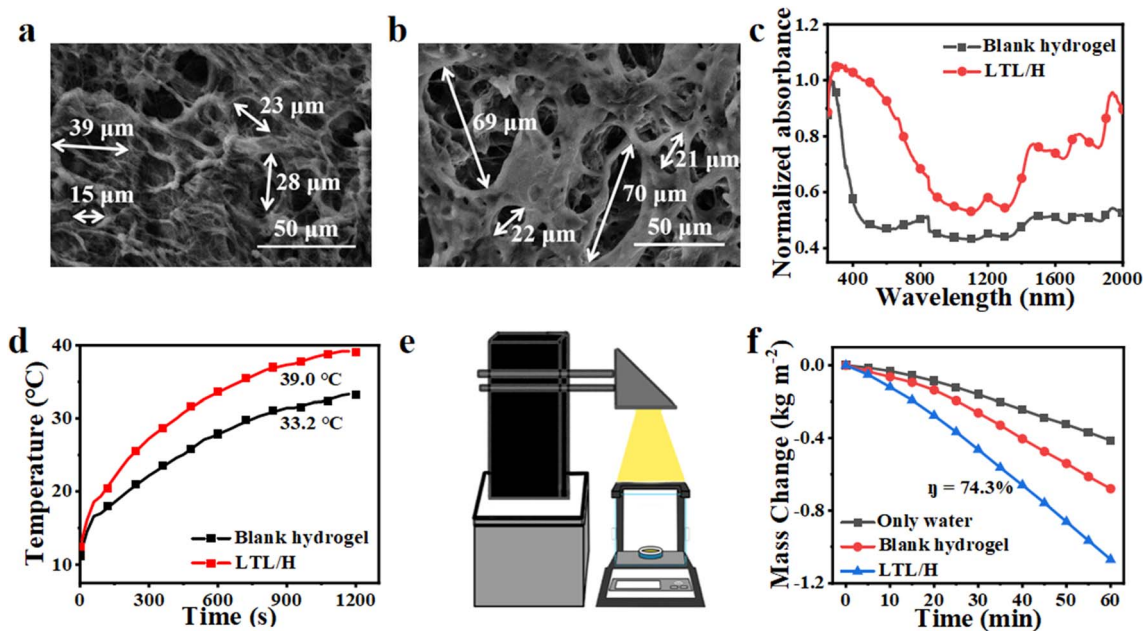 a
39 μm
23 μm
15 μm
28 μm
50 μm
b
69 μm
21 μm
70 μm
22 μm
50 μm
c
Normalized absorbance
1.2
1.0
0.8
0.6
0.4
Blank hydrogel
LTL/H
400
800
1200
1600
2000
Wavelength (nm)
d
Temperature (℃)
40
30
20
10
39.0 ℃
33.2 ℃
Blank hydrogel
LTL/H
0
300
600
900
1200
Time (s)
e
f
Mass Change (kg m⁻²)
0.0
-0.4
-0.8
-1.2
ŋ = 74.3%
Only water
Blank hydrogel
LTL/H
0
10
20
30
40
50
60
Time (min)